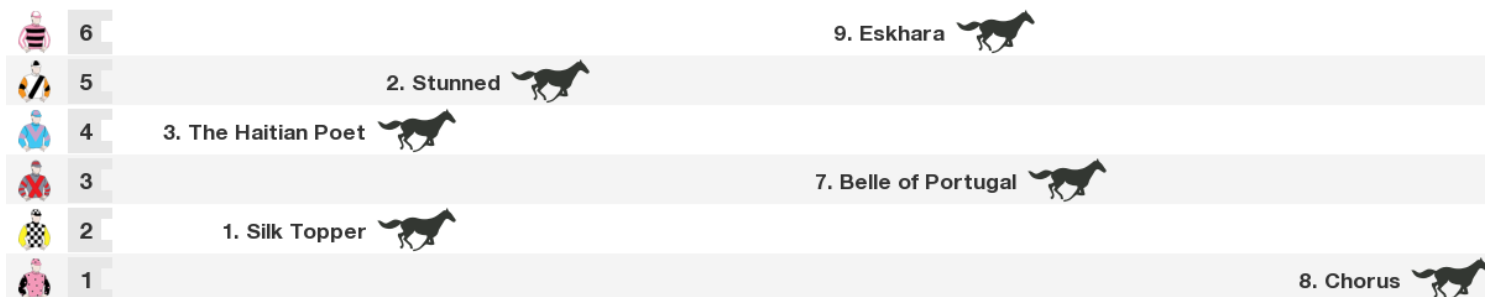 6 9. Eskhara
5 2. Stunned
4 3. The Haitian Poet
3 7. Belle of Portugal
2 1. Silk Topper
1 8. Chorus